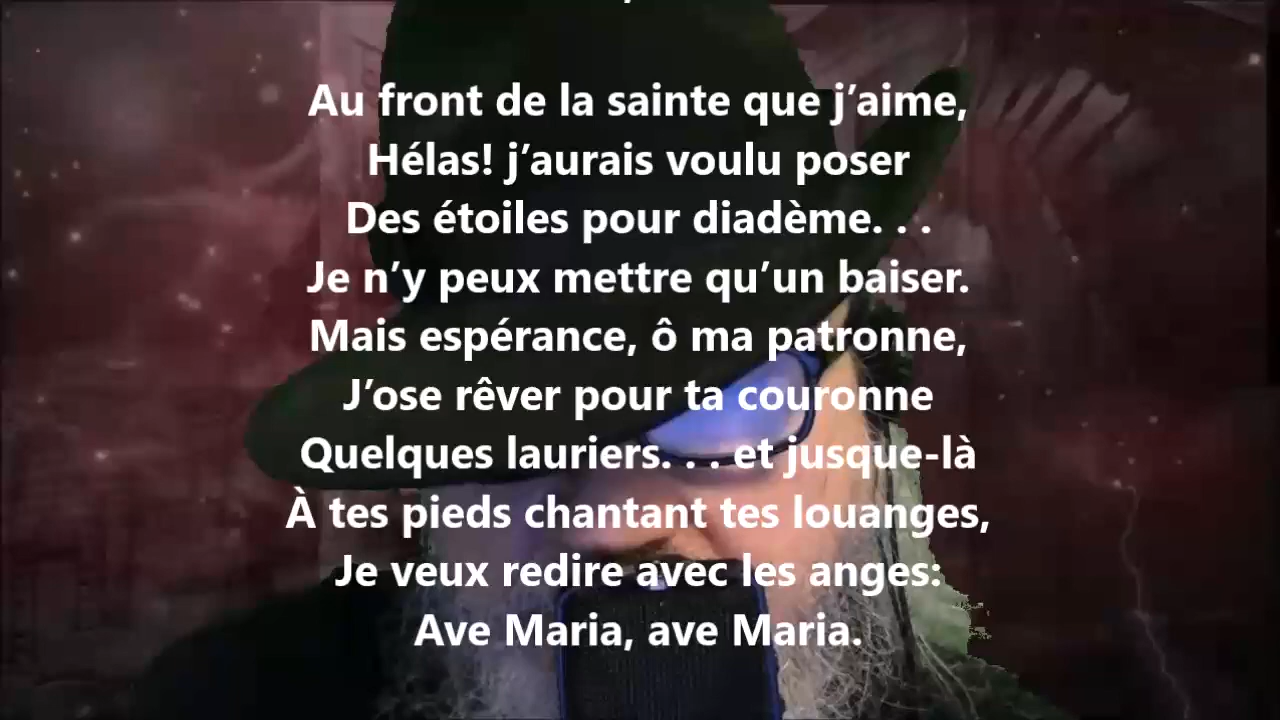 Au front de la sainte que j’aime,
Hélas! j’aurais voulu poser
Des étoiles pour diadème. . .
Je n’y peux mettre qu’un baiser.
Mais espérance, ô ma patronne,
J’ose rêver pour ta couronne
Quelques lauriers. . . et jusque-là
À tes pieds chantant tes louanges,
Je veux redire avec les anges:
Ave Maria, ave Maria.